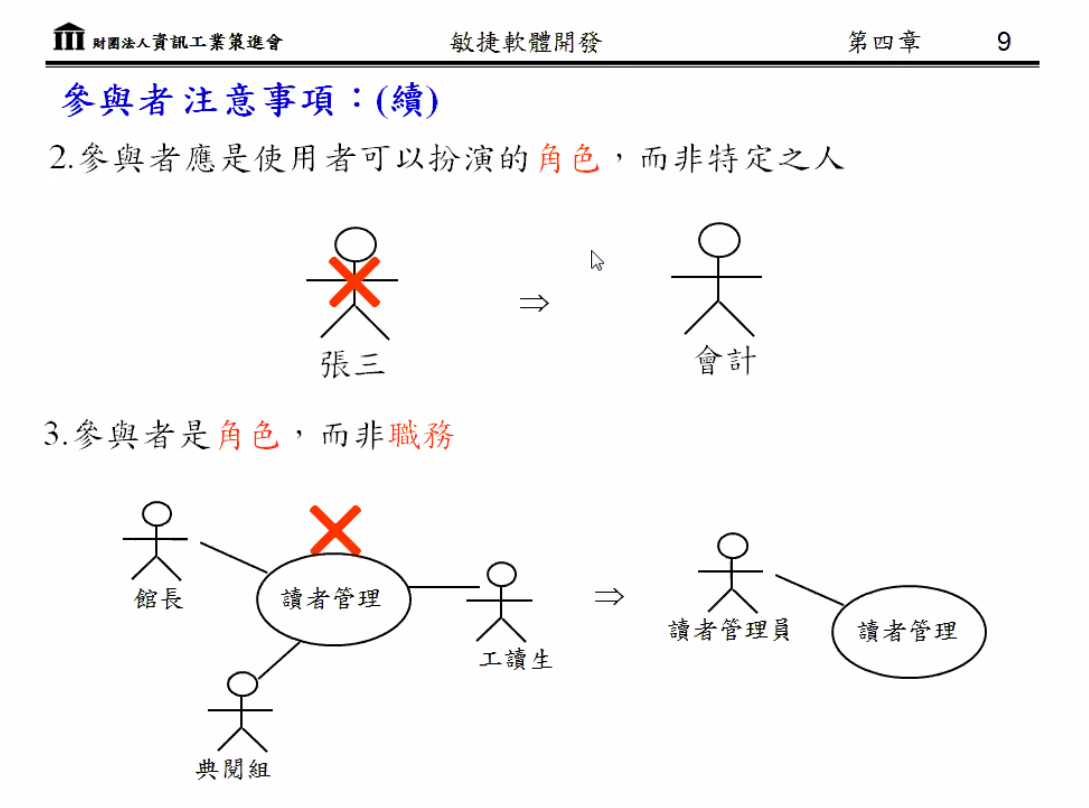 財團法人資訊工業策進會 敏捷軟體開發 第四章 9
參與者注意事項：(續)
2.參與者應是使用者可以扮演的角色，而非特定之人
張三 ⇒ 會計
3.參與者是角色，而非職務
館長
讀者管理
工讀生
典閱組
⇒
讀者管理員
讀者管理